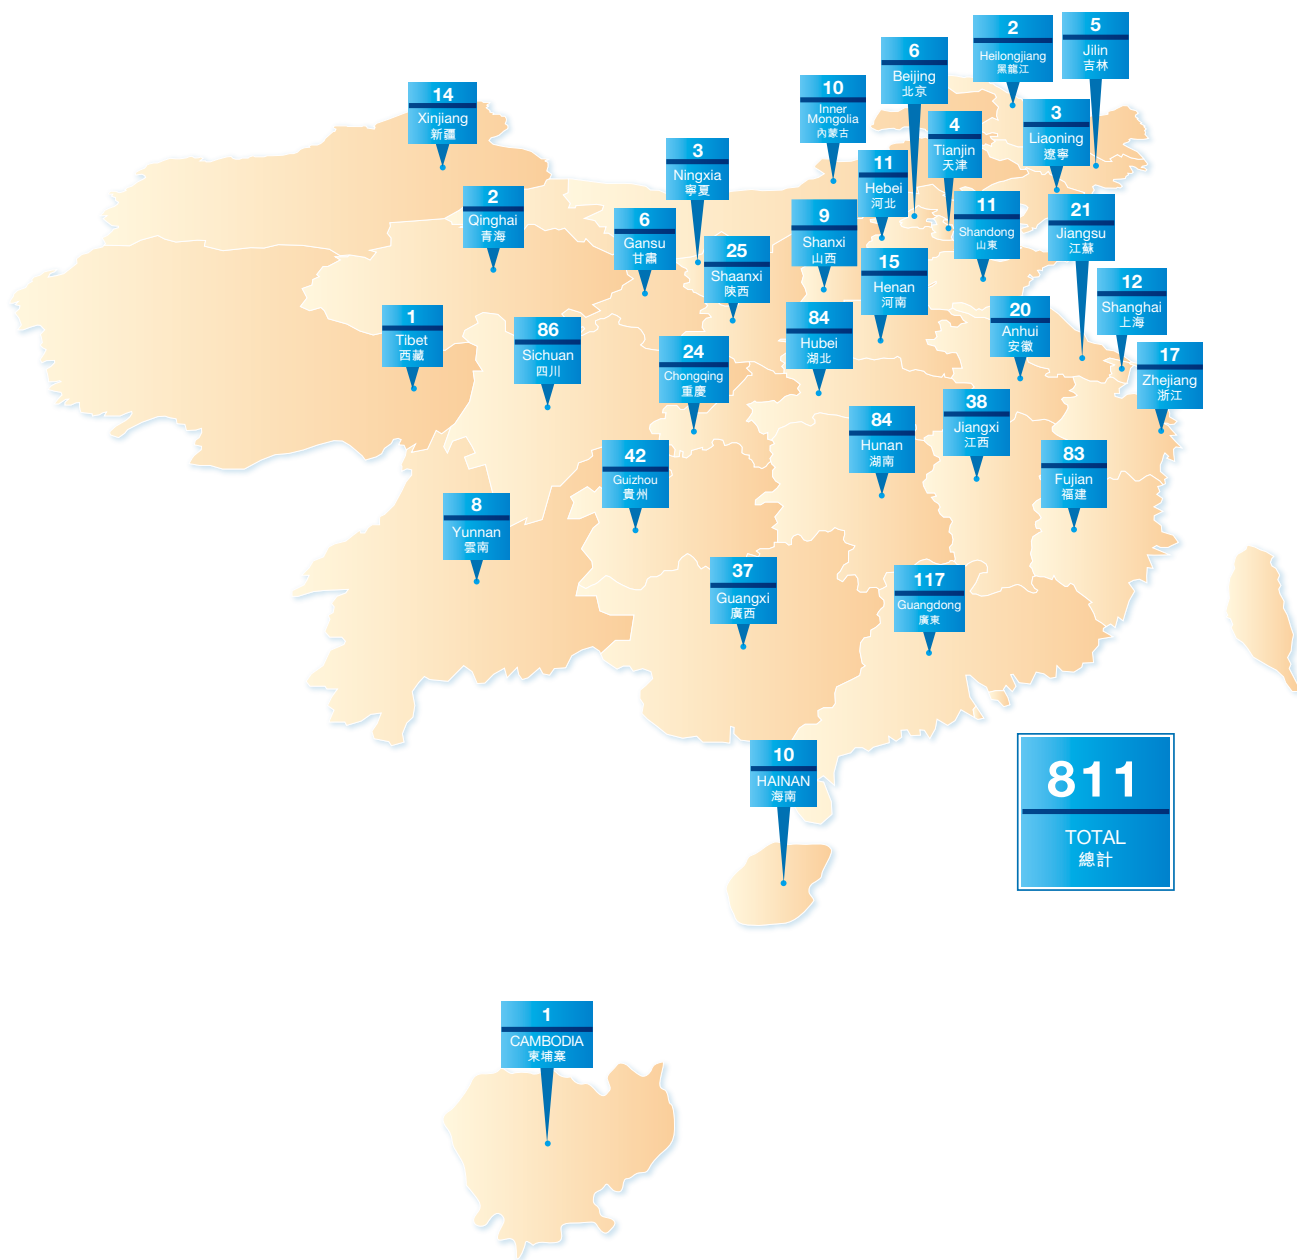 2
Heilongjiang
黑龍江
5
Jilin
吉林
6
Beijing
北京
10
Inner
Mongolia
內蒙古
14
Xinjiang
新疆
3
Liaoning
遼寧
4
Tianjin
天津
3
Ningxia
寧夏
11
Hebei
河北
2
Qinghai
青海
11
Shandong
山東
21
Jiangsu
江蘇
6
Gansu
甘肅
9
Shanxi
山西
25
Shaanxi
陝西
15
Henan
河南
12
Shanghai
上海
1
Tibet
西藏
86
Sichuan
四川
84
Hubei
湖北
20
Anhui
安徽
24
Chongqing
重慶
17
Zhejiang
浙江
38
Jiangxi
江西
84
Hunan
湖南
42
Guizhou
貴州
83
Fujian
福建
8
Yunnan
雲南
37
Guangxi
廣西
117
Guangdong
廣東
10
HAINAN
海南
811
TOTAL
總計
1
CAMBODIA
柬埔寨